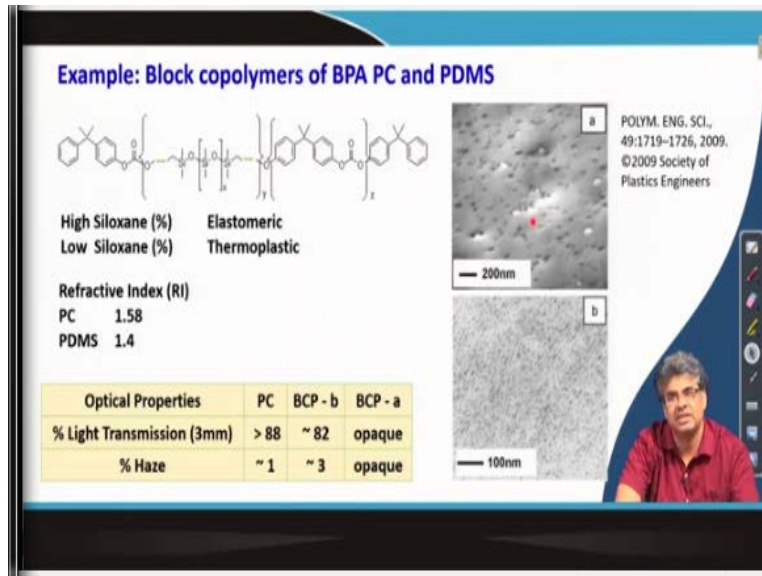 Example: Block copolymers of BPA PC and PDMS
a
POLYM. ENG. SCI.,
49:1719–1726, 2009.
©2009 Society of
Plastics Engineers
High Siloxane (%) Elastomeric
Low Siloxane (%) Thermoplastic
200nm
Refractive Index (RI)
PC 1.58
PDMS 1.4
b
Optical Properties PC BCP - b BCP - a
% Light Transmission (3mm) > 88 ~ 82 opaque
% Haze ~ 1 ~ 3 opaque
100nm